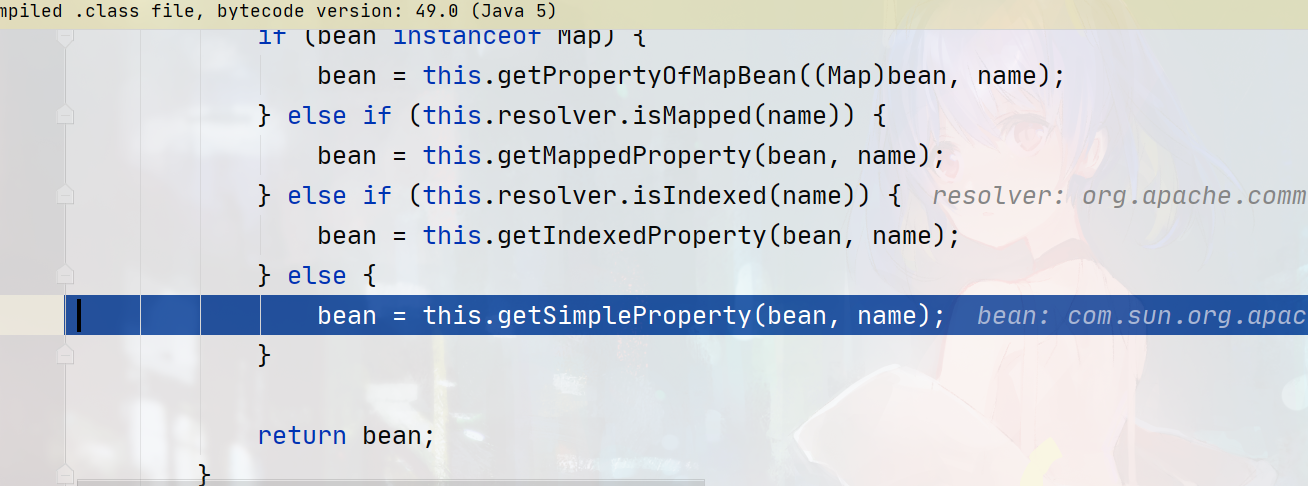 mpiled .class file, bytecode version: 49.0 (Java 5)
if (bean instanceof Map) {
bean = this.getPropertyOfMapBean((Map)bean, name);
} else if (this.resolver.isMapped(name)) {
bean = this.getMappedProperty(bean, name);
} else if (this.resolver.isIndexed(name)) { resolver: org.apache.comm
bean = this.getIndexedProperty(bean, name);
} else {
bean = this.getSimpleProperty(bean, name); bean: com.sun.org.apac
}
return bean;
}